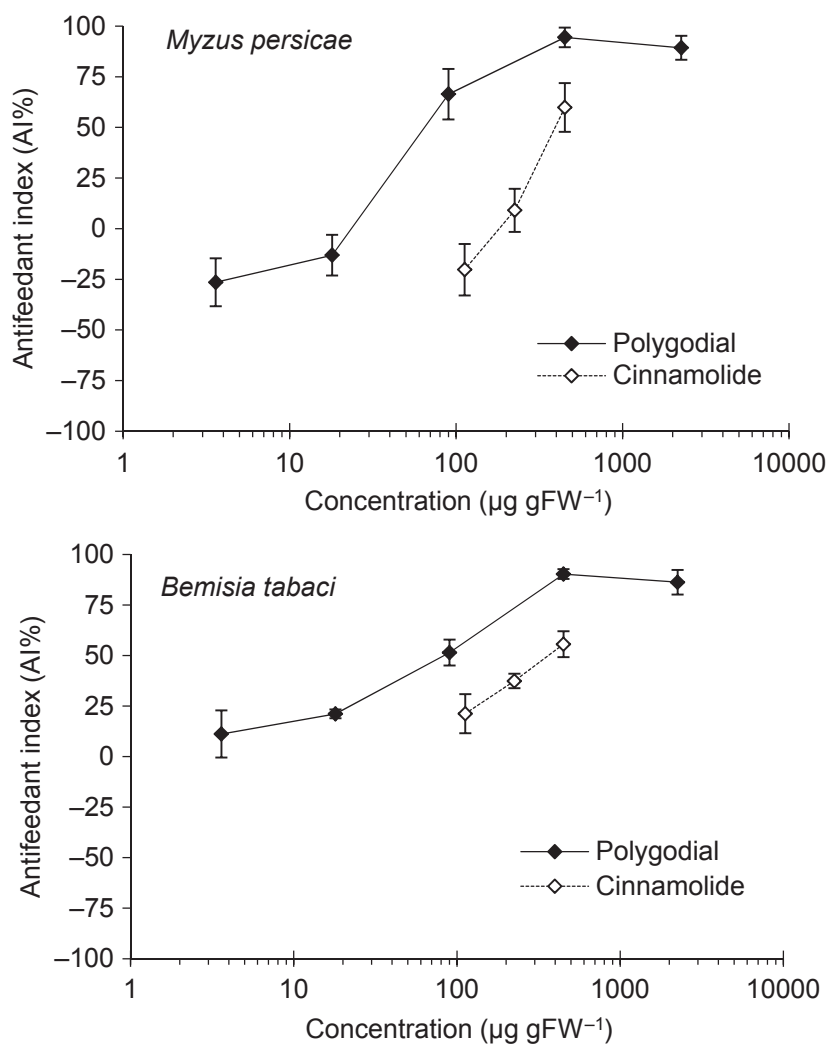 Myzus persicae
Antifeedant index (AI%)
100
75
50
25
0
–25
–50
–75
–100
Polygodial
Cinnamolide
1
10
100
1000
10000
Concentration (µg gFW⁻¹)
Bemisia tabaci
Antifeedant index (AI%)
100
75
50
25
0
–25
–50
–75
–100
Polygodial
Cinnamolide
1
10
100
1000
10000
Concentration (µg gFW⁻¹)